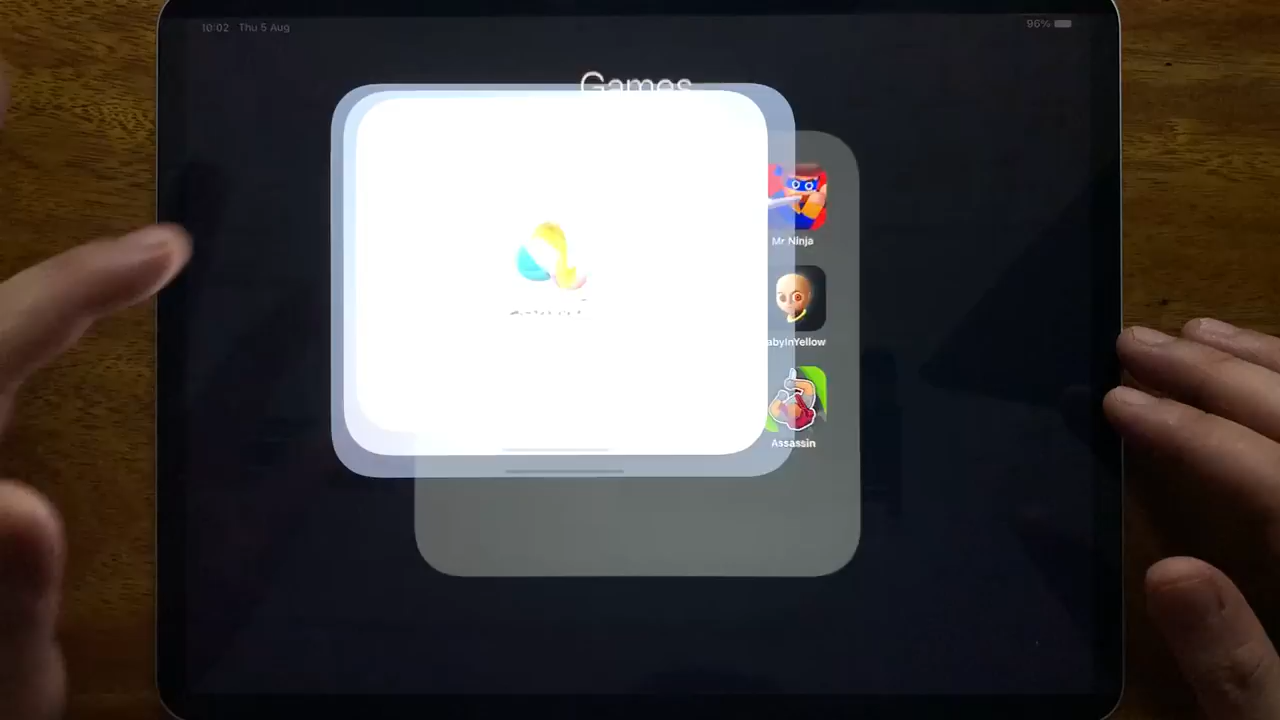 10:02 Thu 5 Aug
96%
Games
Mr Ninja
abyInYellow
Assassin